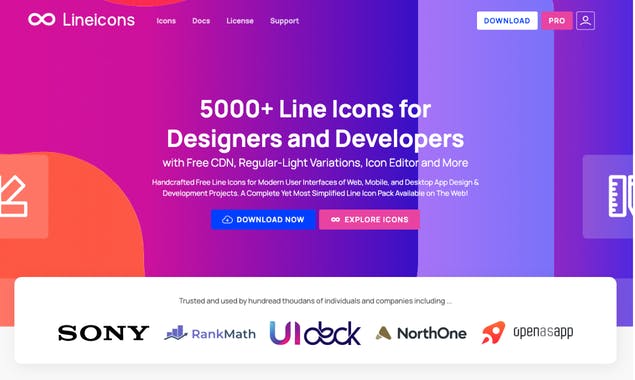 Lineicons Icons Docs License Support DOWNLOAD PRO
5000+ Line Icons for
Designers and Developers
with Free CDN, Regular-Light Variations, Icon Editor and More
Handcrafted Free Line Icons for Modern User Interfaces of Web, Mobile, and Desktop App Design &
Development Projects. A Complete Yet Most Simplified Line Icon Pack Available on The Web!
DOWNLOAD NOW EXPLORE ICONS
Trusted and used by hundread thoudans of individuals and companies including ...
SONY RankMath UIdeck NorthOne openasapp